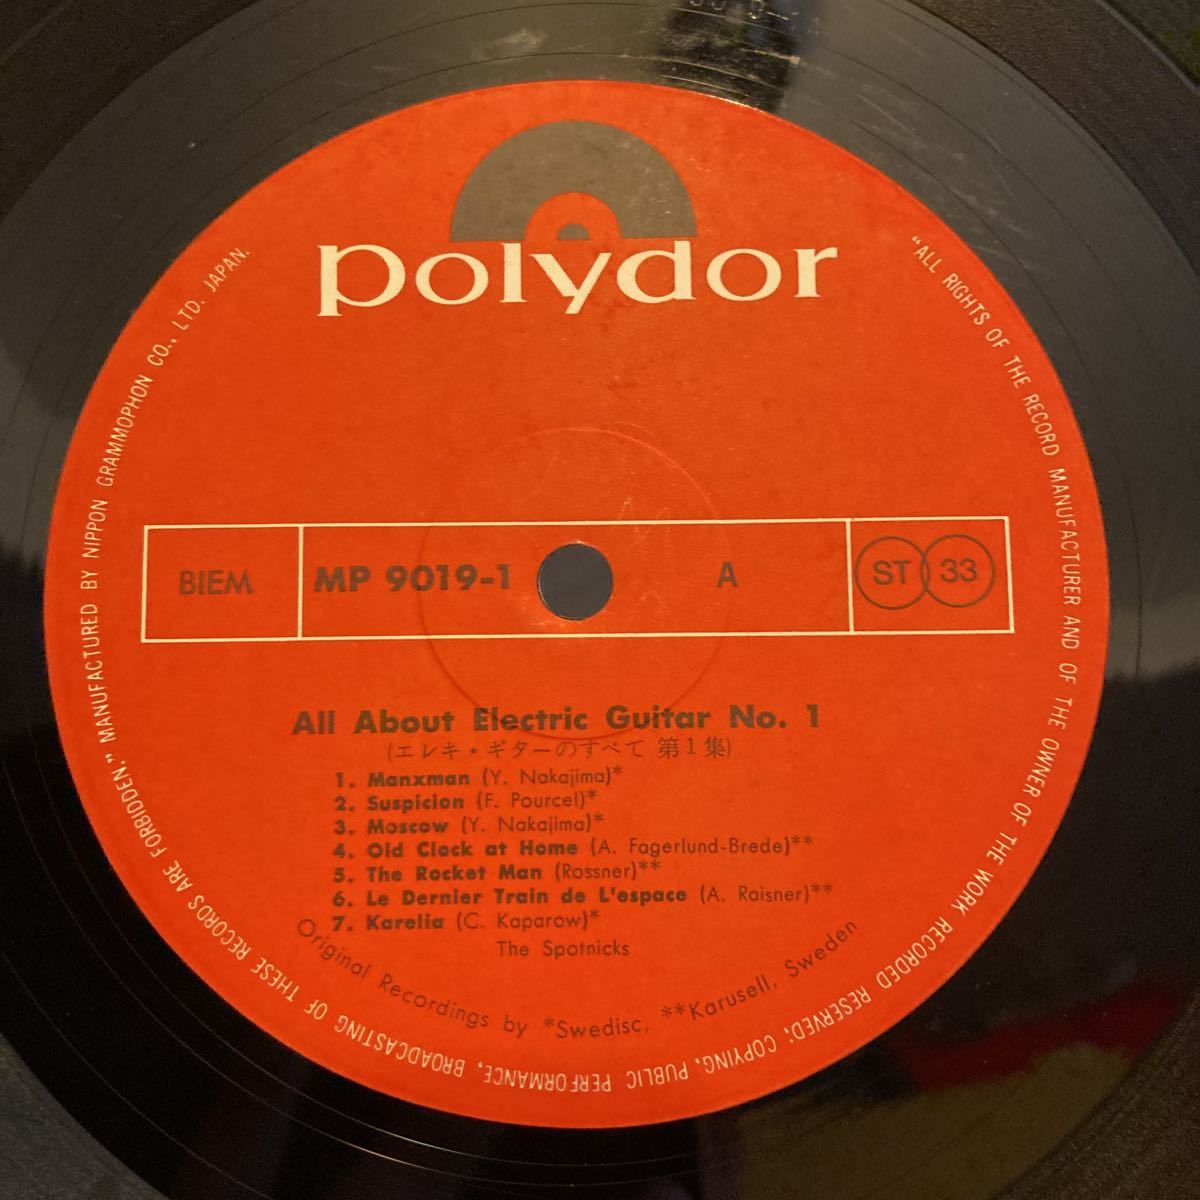 polydor
BIEM
MP 9019-1
A
ST 33
All About Electric Guitar No. 1
(エレキ・ギターのすべて 第1集)
1. Manxman (Y. Nakajima)*
2. Suspicion (F. Pourcel)*
3. Moscow (Y. Nakajima)*
4. Old Clock at Home (A. Fagerlund-Brede)**
5. The Rocket Man (Rossner)**
6. Le Dernier Train de L'espace (A. Raisner)**
7. Karelia (C. Kaparow)*
The Spotnicks
Original Recordings by *Swedisc, **Karusell, Sweden
"ALL RIGHTS OF THE RECORD MANUFACTURER AND OF THE OWNER OF THE WORK RECORDED RESERVED; COPYING, PUBLIC PERFORMANCE, BROADCASTING OF THESE RECORDS ARE FORBIDDEN." MANUFACTURED BY NIPPON GRAMMOPHON CO., LTD. JAPAN.